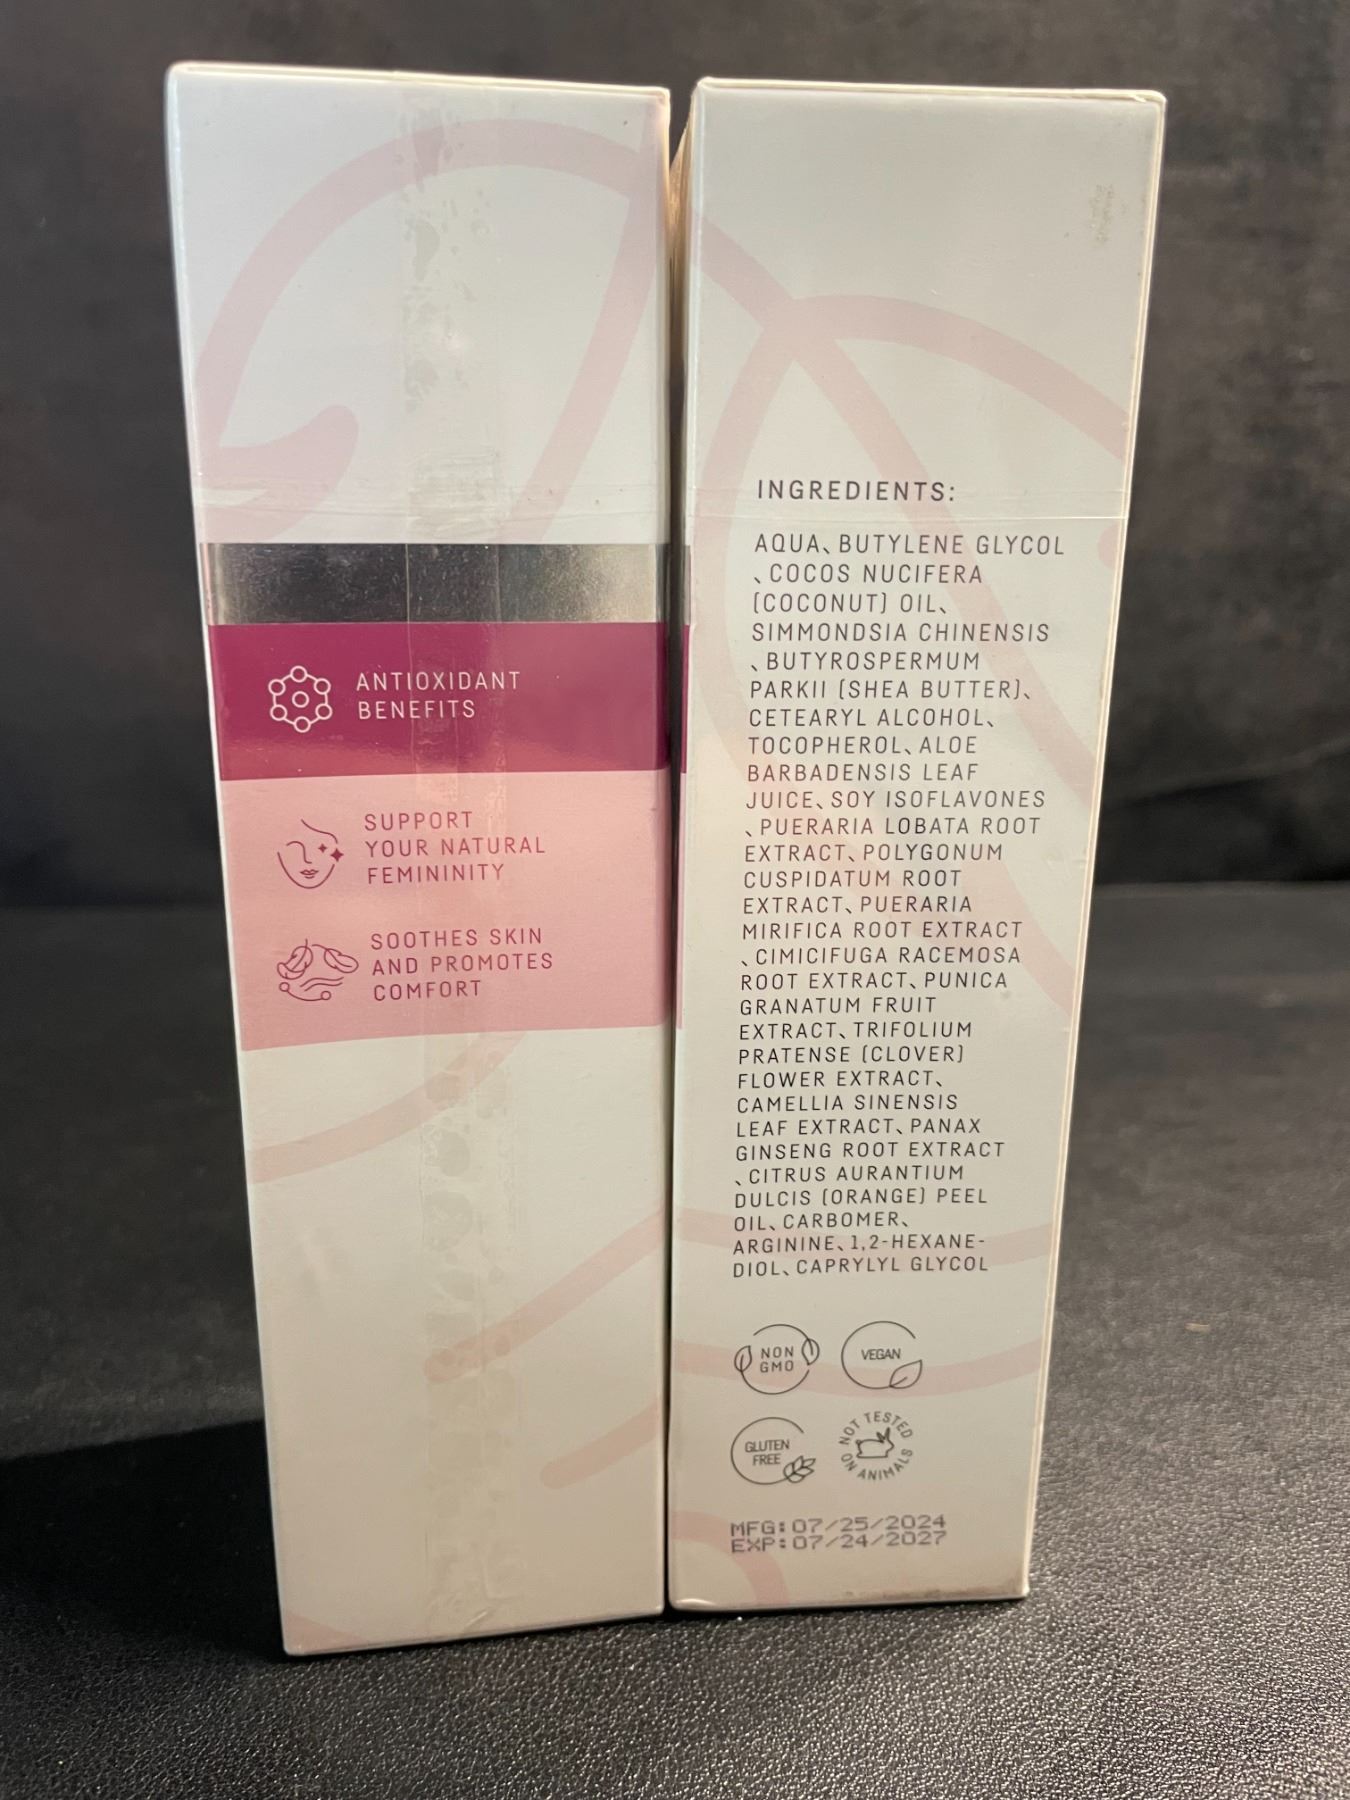 ANTIOXIDANT
BENEFITS
SUPPORT
YOUR NATURAL
FEMININITY
SOOTHES SKIN
AND PROMOTES
COMFORT
INGREDIENTS:
AQUA、BUTYLENE GLYCOL
、COCOS NUCIFERA
(COCONUT) OIL、
SIMMONDSIA CHINENSIS
、BUTYROSPERMUM
PARKII (SHEA BUTTER)、
CETEARYL ALCOHOL、
TOCOPHEROL、ALOE
BARBADENSIS LEAF
JUICE、SOY ISOFLAVONES
、PUERARIA LOBATA ROOT
EXTRACT、POLYGONUM
CUSPIDATUM ROOT
EXTRACT、PUERARIA
MIRIFICA ROOT EXTRACT
、CIMICIFUGA RACEMOSA
ROOT EXTRACT、PUNICA
GRANATUM FRUIT
EXTRACT、TRIFOLIUM
PRATENSE (CLOVER)
FLOWER EXTRACT、
CAMELLIA SINENSIS
LEAF EXTRACT、PANAX
GINSENG ROOT EXTRACT
、CITRUS AURANTIUM
DULCIS (ORANGE) PEEL
OIL、CARBOMER、
ARGININE、1,2-HEXANE-
DIOL、CAPRYLYL GLYCOL
NON
GMO
VEGAN
GLUTEN
FREE
NOT TESTED
ON ANIMALS
MFG:07/25/2024
EXP:07/24/2027